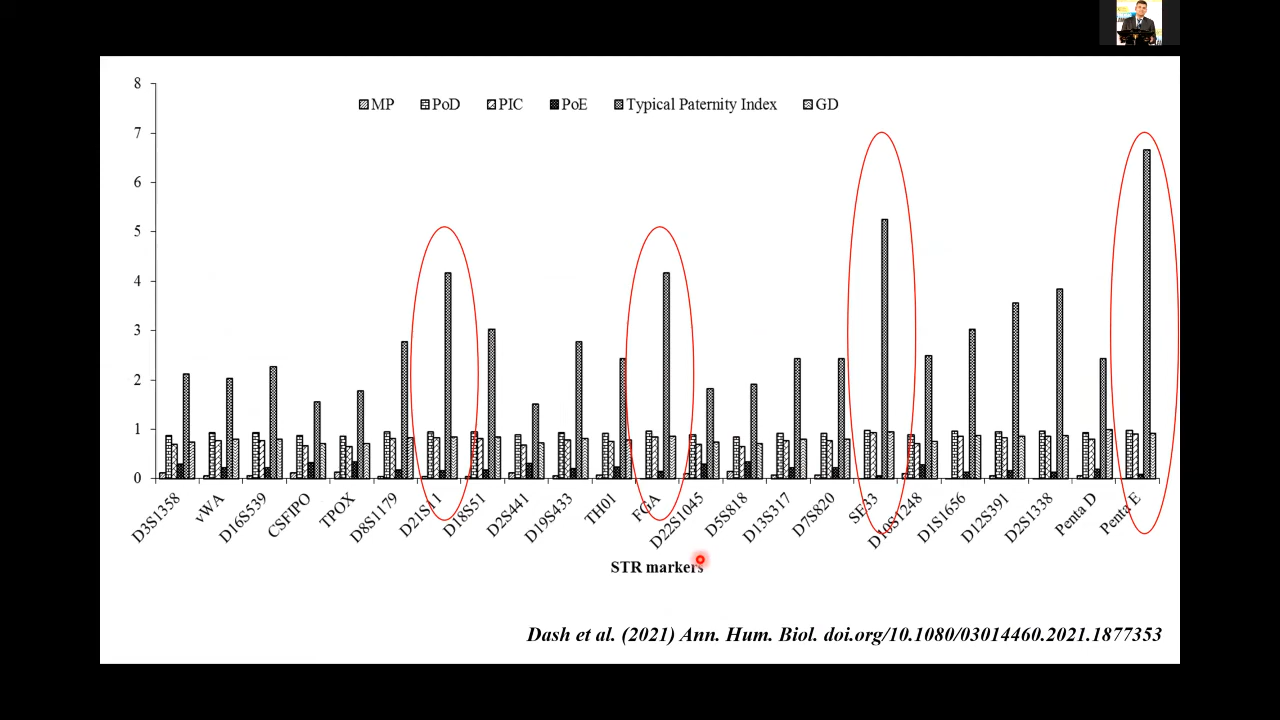 8
MP PoD PIC PoE Typical Paternity Index GD
7
6
5
4
3
2
1
0
D3S1358
vWA
D16S539
CSFIPO
TPOX
D8S1179
D21S11
D18S51
D2S441
D19S433
TH01
FGA
D22S1045
D5S818
D13S317
D7S820
SE33
D10S1248
D1S1656
D12S391
D2S1338
Penta D
Penta E
STR markers
Dash et al. (2021) Ann. Hum. Biol. doi.org/10.1080/03014460.2021.1877353